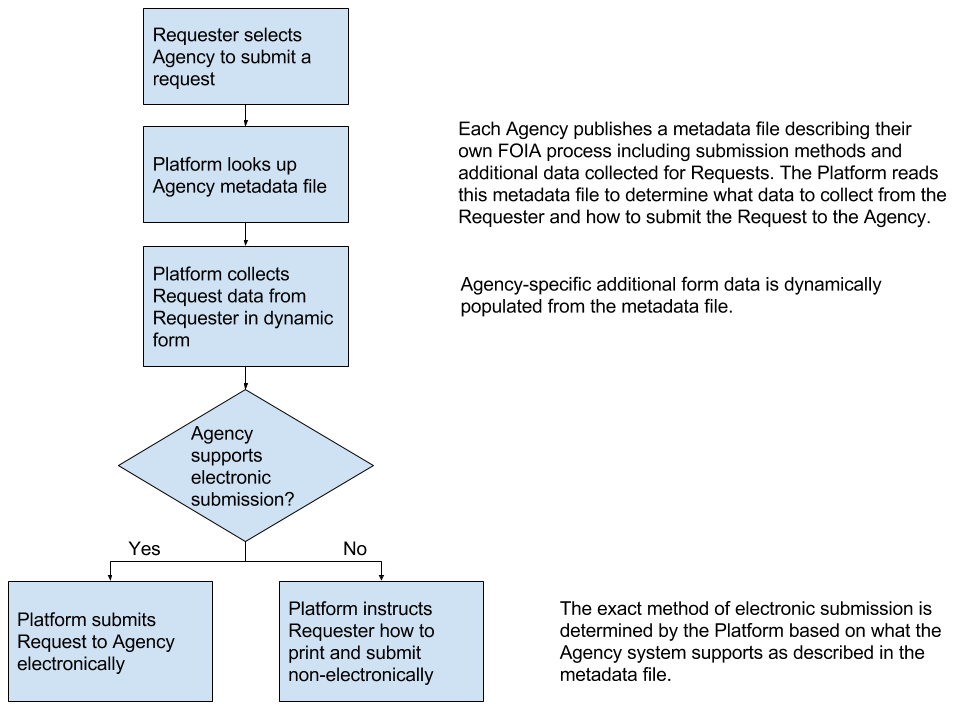 Requester selects
Agency to submit a
request
Platform looks up
Agency metadata file
Each Agency publishes a metadata file describing their
own FOIA process including submission methods and
additional data collected for Requests. The Platform reads
this metadata file to determine what data to collect from the
Requester and how to submit the Request to the Agency.
Platform collects
Request data from
Requester in dynamic
form
Agency-specific additional form data is dynamically
populated from the metadata file.
Agency
supports
electronic
submission?
Yes
No
Platform submits
Request to Agency
electronically
Platform instructs
Requester how to
print and submit
non-electronically
The exact method of electronic submission is
determined by the Platform based on what the
Agency system supports as described in the
metadata file.